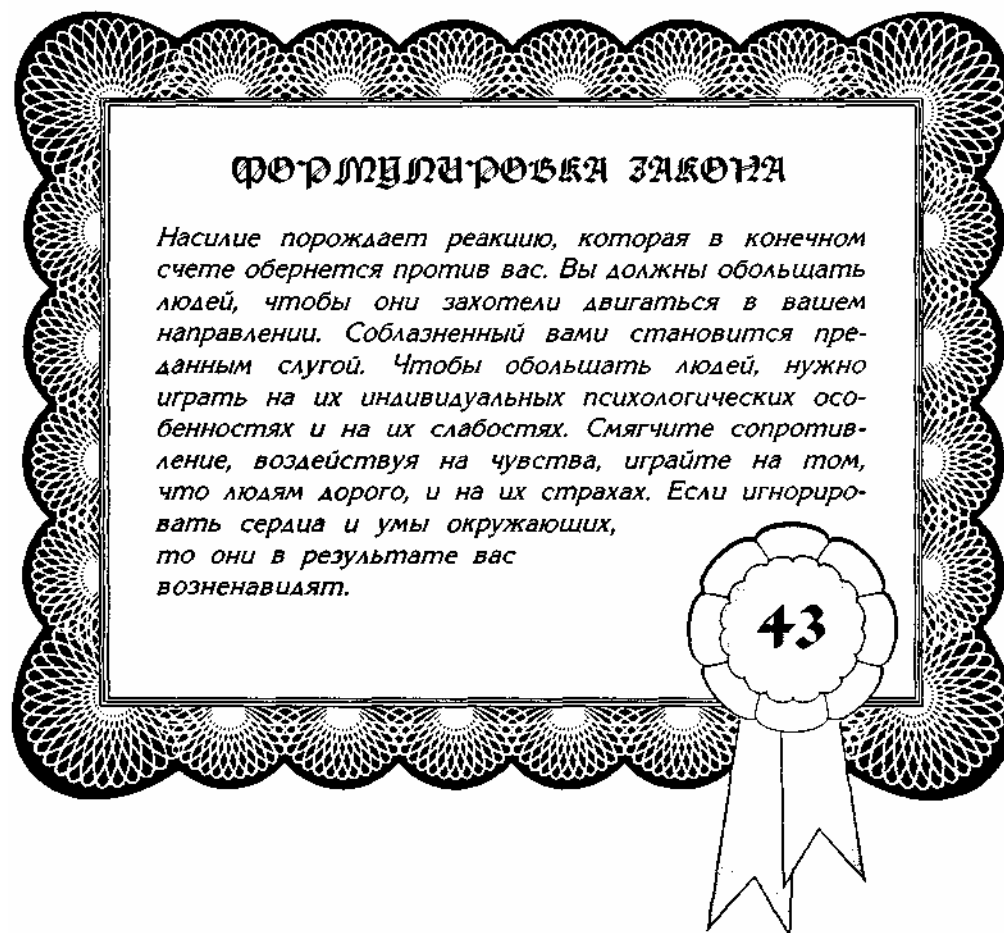 ФОРМУЛИРОВКА ЗАКОНА
Насилие порождает реакцию, которая в конечном
счете обернется против вас. Вы должны обольщать
людей, чтобы они захотели двигаться в вашем
направлении. Соблазненный вами становится пре-
данным слугой. Чтобы обольщать людей, нужно
играть на их индивидуальных психологических осо-
бенностях и на их слабостях. Смягчите сопротив-
ление, воздействуя на чувства, играйте на том,
что людям дорого, и на их страхах. Если игнориро-
вать сердца и умы окружающих,
то они в результате вас
возненавидят.
43